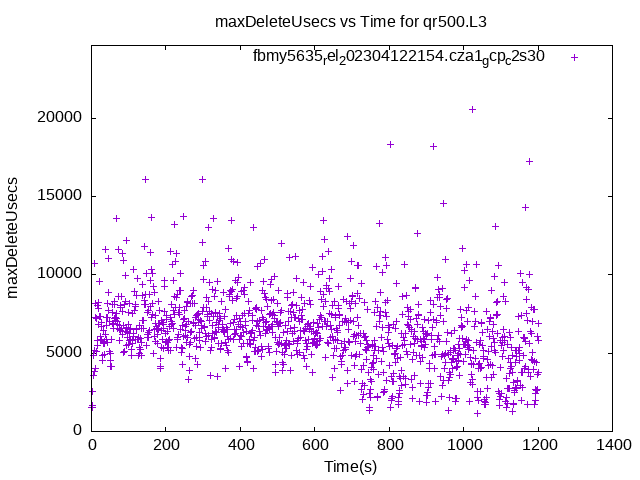 maxDeleteUsecs vs Time for qr500.L3
fbmy5635rel202304122154.cza1gcpc2s30
20000
15000
10000
5000
0
maxDeleteUsecs
0 200 400 600 800 1000 1200 1400
Time(s)